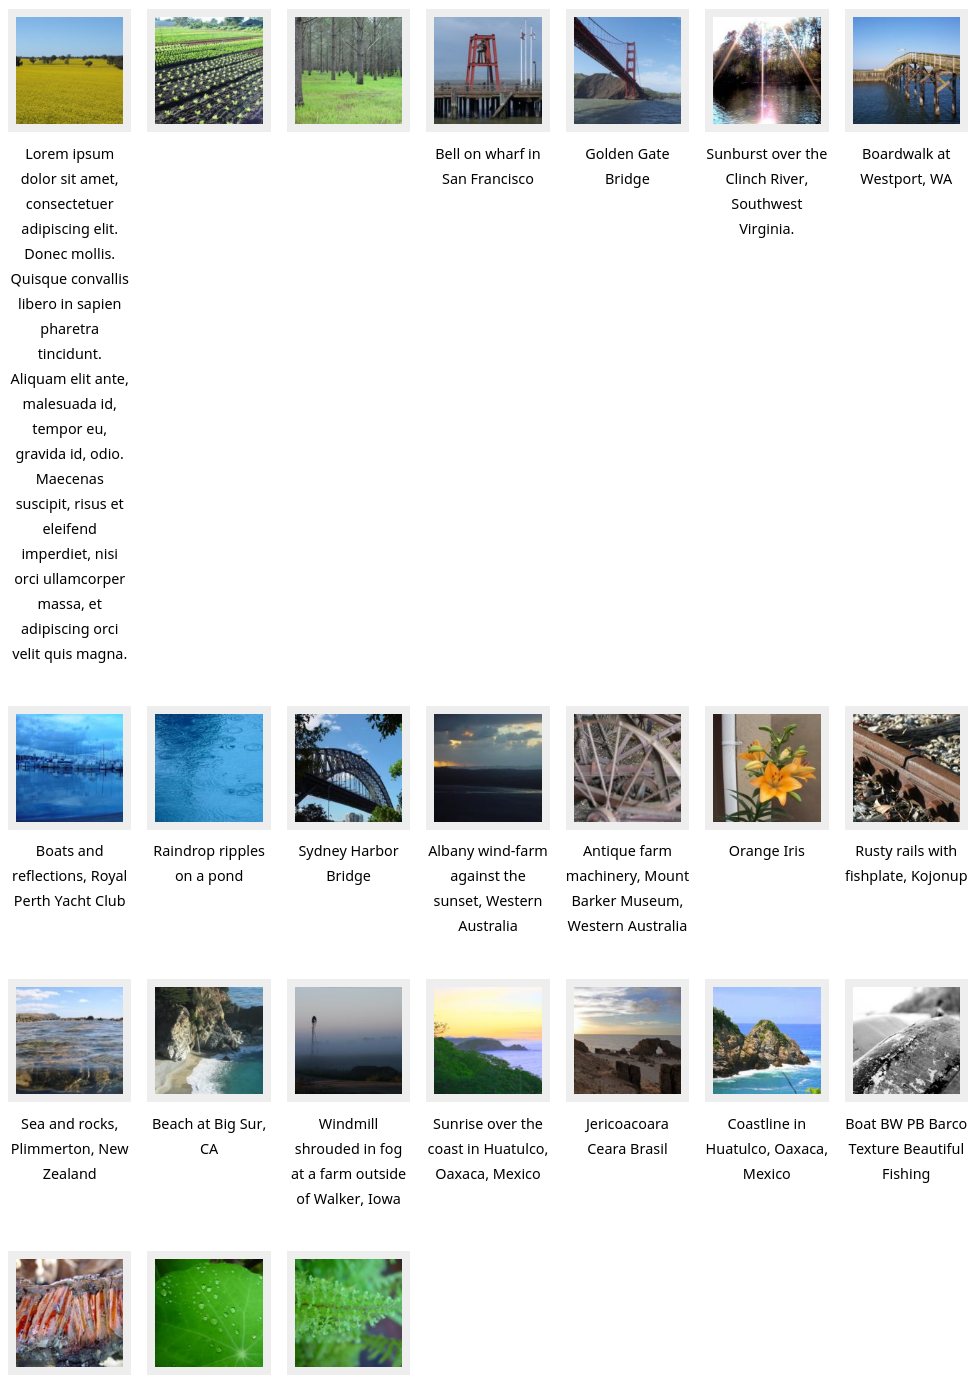 Lorem ipsum
dolor sit amet,
consectetuer
adipiscing elit.
Donec mollis.
Quisque convallis
libero in sapien
pharetra
tincidunt.
Aliquam elit ante,
malesuada id,
tempor eu,
gravida id, odio.
Maecenas
suscipit, risus et
eleifend
imperdiet, nisi
orci ullamcorper
massa, et
adipiscing orci
velit quis magna.
Bell on wharf in
San Francisco
Golden Gate
Bridge
Sunburst over the
Clinch River,
Southwest
Virginia.
Boardwalk at
Westport, WA
Boats and
reflections, Royal
Perth Yacht Club
Raindrop ripples
on a pond
Sydney Harbor
Bridge
Albany wind-farm
against the
sunset, Western
Australia
Antique farm
machinery, Mount
Barker Museum,
Western Australia
Orange Iris
Rusty rails with
fishplate, Kojonup
Sea and rocks,
Plimmerton, New
Zealand
Beach at Big Sur,
CA
Windmill
shrouded in fog
at a farm outside
of Walker, Iowa
Sunrise over the
coast in Huatulco,
Oaxaca, Mexico
Jericoacoara
Ceara Brasil
Coastline in
Huatulco, Oaxaca,
Mexico
Boat BW PB Barco
Texture Beautiful
Fishing